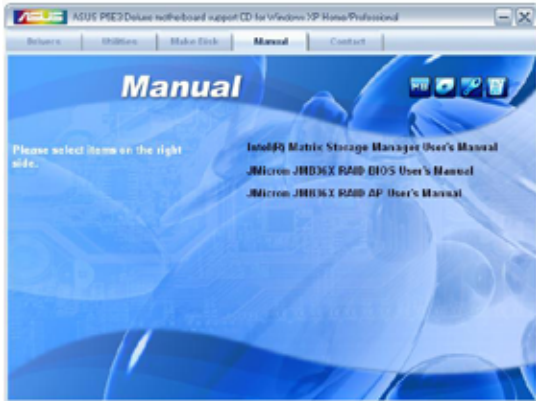 ASUS P5E3 Deluxe motherboard support CD for Windows XP Home/Professional
Drivers
Utilities
Make Disk
Manual
Contact
Manual
Please select items on the right
side.
Intel(R) Matrix Storage Manager User's Manual
JMicron JMB36X RAID BIOS User's Manual
JMicron JMB36X RAID AP User's Manual